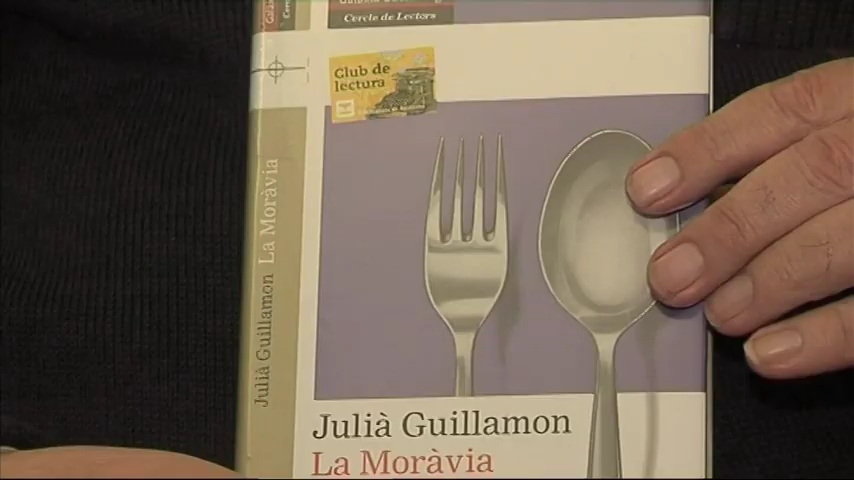 Cercle de Lectors
Club de
lectura
Julià Guillamon La Moràvia
Julià Guillamon
La Moràvia